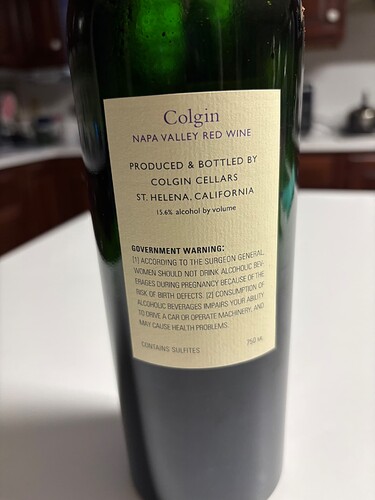 Colgin
NAPA VALLEY RED WINE
PRODUCED & BOTTLED BY
COLGIN CELLARS
ST. HELENA, CALIFORNIA
15.6% alcohol by volume
GOVERNMENT WARNING:
(1) ACCORDING TO THE SURGEON GENERAL,
WOMEN SHOULD NOT DRINK ALCOHOLIC BEV-
ERAGES DURING PREGNANCY BECAUSE OF THE
RISK OF BIRTH DEFECTS. (2) CONSUMPTION OF
ALCOHOLIC BEVERAGES IMPAIRS YOUR ABILITY
TO DRIVE A CAR OR OPERATE MACHINERY, AND
MAY CAUSE HEALTH PROBLEMS.
CONTAINS SULFITES 750 ML